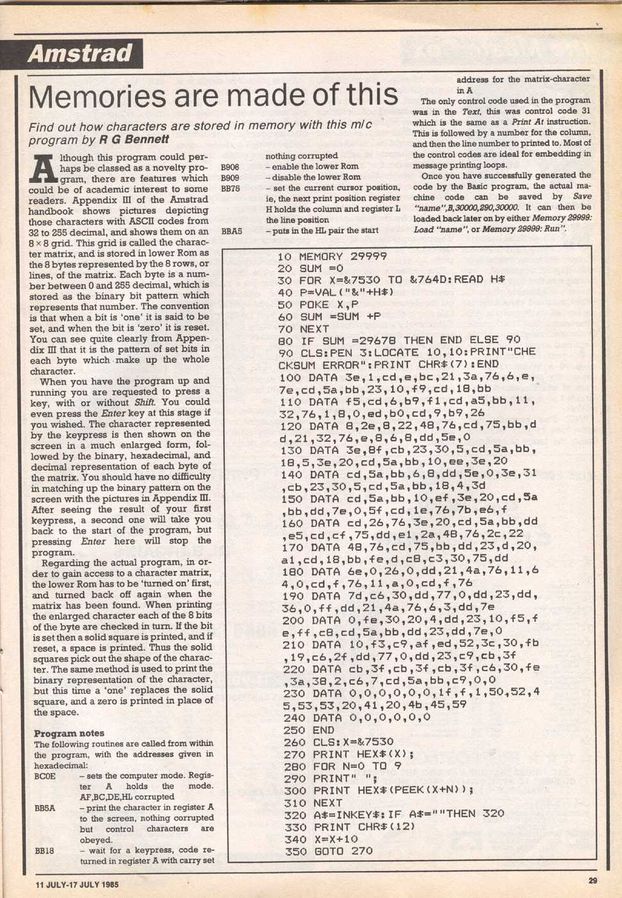 Amstrad
Memories are made of this
Find out how characters are stored in memory with this m/c
program by R G Bennett
Although this program could per-
haps be classed as a novelty pro-
gram, there are features which
could be of academic interest to some
readers. Appendix III of the Amstrad
handbook shows pictures depicting
those characters with ASCII codes from
32 to 255 decimal, and shows them on an
8 × 8 grid. This grid is called the charac-
ter matrix, and is stored in lower Rom as
the 8 bytes represented by the 8 rows, or
lines, of the matrix. Each byte is a num-
ber between 0 and 255 decimal, which is
stored as the binary bit pattern which
represents that number. The convention
is that when a bit is 'one' it is said to be
set, and when the bit is 'zero' it is reset.
You can see quite clearly from Appen-
dix III that it is the pattern of set bits in
each byte which make up the whole
character.
When you have the program up and
running you are requested to press a
key, with or without Shift. You could
even press the Enter key at this stage if
you wished. The character represented
by the keypress is then shown on the
screen in a much enlarged form, fol-
lowed by the binary, hexadecimal, and
decimal representation of each byte of
the matrix. You should have no difficulty
in matching up the binary pattern on the
screen with the pictures in Appendix III.
After seeing the result of your first
keypress, a second one will take you
back to the start of the program, but
pressing Enter here will stop the
program.
Regarding the actual program, in or-
der to gain access to a character matrix,
the lower Rom has to be 'turned on' first,
and turned back off again when the
matrix has been found. When printing
the enlarged character each of the 8 bits
of the byte are checked in turn. If the bit
is set then a solid square is printed, and if
reset, a space is printed. Thus the solid
squares pick out the shape of the charac-
ter. The same method is used to print the
binary representation of the character,
but this time a 'one' replaces the solid
square, and a zero is printed in place of
the space.
Program notes
The following routines are called from within
the program, with the addresses given in
hexadecimal:
BC0E – sets the computer mode. Regis-
ter A holds the mode.
AF,BC,DE,HL corrupted
BB5A – print the character in register A
to the screen, nothing corrupted
but control characters are
obeyed.
BB18 – wait for a keypress, code re-
turned in register A with carry set
nothing corrupted
B906 – enable the lower Rom
B909 – disable the lower Rom
BB75 – set the current cursor position,
ie, the next print position register
H holds the column and register L
the line position
BBA5 – puts in the HL pair the start
address for the matrix-character
in A
The only control code used in the program
was in the Text, this was control code 31
which is the same as a Print At instruction.
This is followed by a number for the column,
and then the line number to printed to. Most of
the control codes are ideal for embedding in
message printing loops.
Once you have successfully generated the
code by the Basic program, the actual ma-
chine code can be saved by Save
"name",B,30000,290,30000. It can then be
loaded back later on by either Memory 29999:
Load "name", or Memory 29999: Run".
10 MEMORY 29999
20 SUM =0
30 FOR X=&7530 TO &764D:READ H$
40 P=VAL("&"+H$)
50 POKE X,P
60 SUM =SUM +P
70 NEXT
80 IF SUM =29678 THEN END ELSE 90
90 CLS:PEN 3:LOCATE 10,10:PRINT"CHE
CKSUM ERROR":PRINT CHR$(7):END
100 DATA 3e,1,cd,e,bc,21,3a,76,6,e,
7e,cd,5a,bb,23,10,f9,cd,18,bb
110 DATA f5,cd,6,b9,f1,cd,a5,bb,11,
32,76,1,8,0,ed,b0,cd,9,b9,26
120 DATA 8,2e,8,22,48,76,cd,75,bb,d
d,21,32,76,e,8,6,8,dd,5e,0
130 DATA 3e,8f,cb,23,30,5,cd,5a,bb,
18,5,3e,20,cd,5a,bb,10,ee,3e,20
140 DATA cd,5a,bb,6,8,dd,5e,0,3e,31
,cb,23,30,5,cd,5a,bb,18,4,3d
150 DATA cd,5a,bb,10,ef,3e,20,cd,5a
,bb,dd,7e,0,5f,cd,1e,76,7b,e6,f
160 DATA cd,26,76,3e,20,cd,5a,bb,dd
,e5,cd,cf,75,dd,e1,2a,48,76,2c,22
170 DATA 48,76,cd,75,bb,dd,23,d,20,
a1,cd,18,bb,fe,d,c8,c3,30,75,dd
180 DATA 6e,0,26,0,dd,21,4a,76,11,6
4,0,cd,f,76,11,a,0,cd,f,76
190 DATA 7d,c6,30,dd,77,0,dd,23,dd,
36,0,ff,dd,21,4a,76,6,3,dd,7e
200 DATA 0,fe,30,20,4,dd,23,10,f5,f
e,ff,c8,cd,5a,bb,dd,23,dd,7e,0
210 DATA 10,f3,c9,af,ed,52,3c,30,fb
,19,c6,2f,dd,77,0,dd,23,c9,cb,3f
220 DATA cb,3f,cb,3f,cb,3f,c6,30,fe
,3a,38,2,c6,7,cd,5a,bb,c9,0,0
230 DATA 0,0,0,0,0,0,1f,f,1,50,52,4
5,53,53,20,41,20,4b,45,59
240 DATA 0,0,0,0,0,0
250 END
260 CLS:X=&7530
270 PRINT HEX$(X);
280 FOR N=0 TO 9
290 PRINT" ";
300 PRINT HEX$(PEEK(X+N));
310 NEXT
320 A$=INKEY$:IF A$=""THEN 320
330 PRINT CHR$(12)
340 X=X+10
350 GOTO 270
11 JULY-17 JULY 1985
29